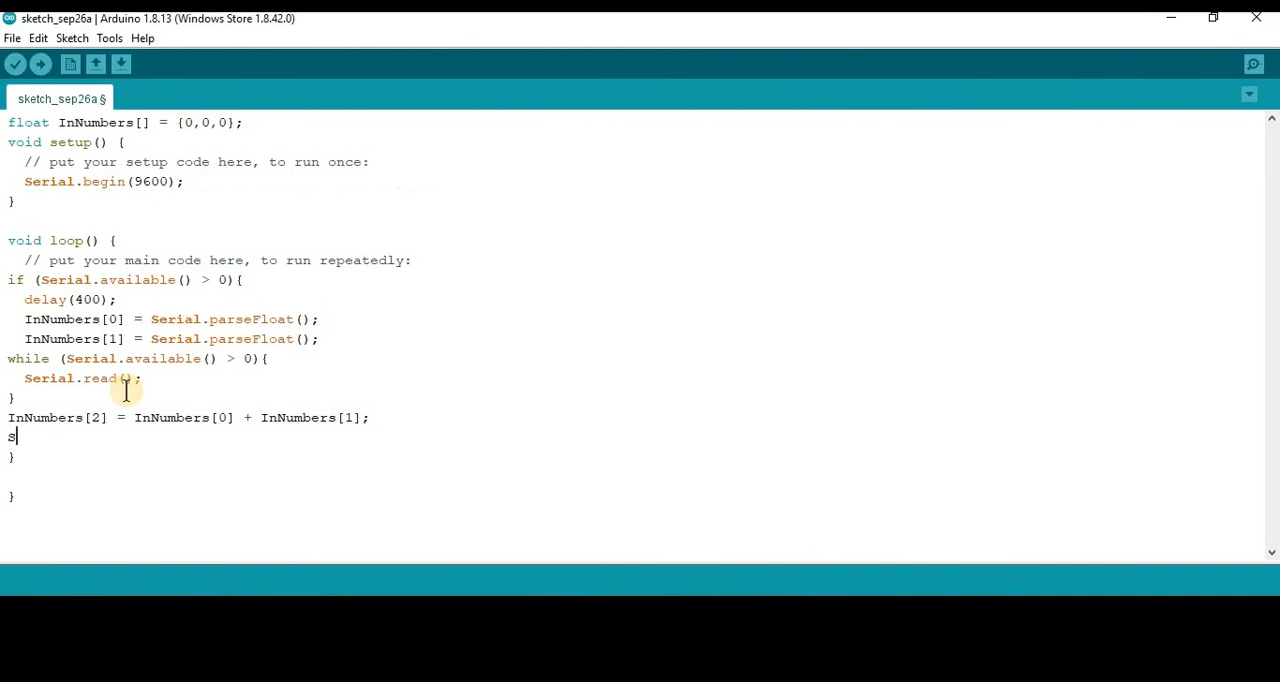 sketch_sep26a | Arduino 1.8.13 (Windows Store 1.8.42.0)
File Edit Sketch Tools Help
sketch_sep26a §
float InNumbers[] = {0,0,0};
void setup() {
  // put your setup code here, to run once:
  Serial.begin(9600);
}
void loop() {
  // put your main code here, to run repeatedly:
if (Serial.available() > 0){
  delay(400);
  InNumbers[0] = Serial.parseFloat();
  InNumbers[1] = Serial.parseFloat();
while (Serial.available() > 0){
  Serial.read();
}
InNumbers[2] = InNumbers[0] + InNumbers[1];
S
}
}